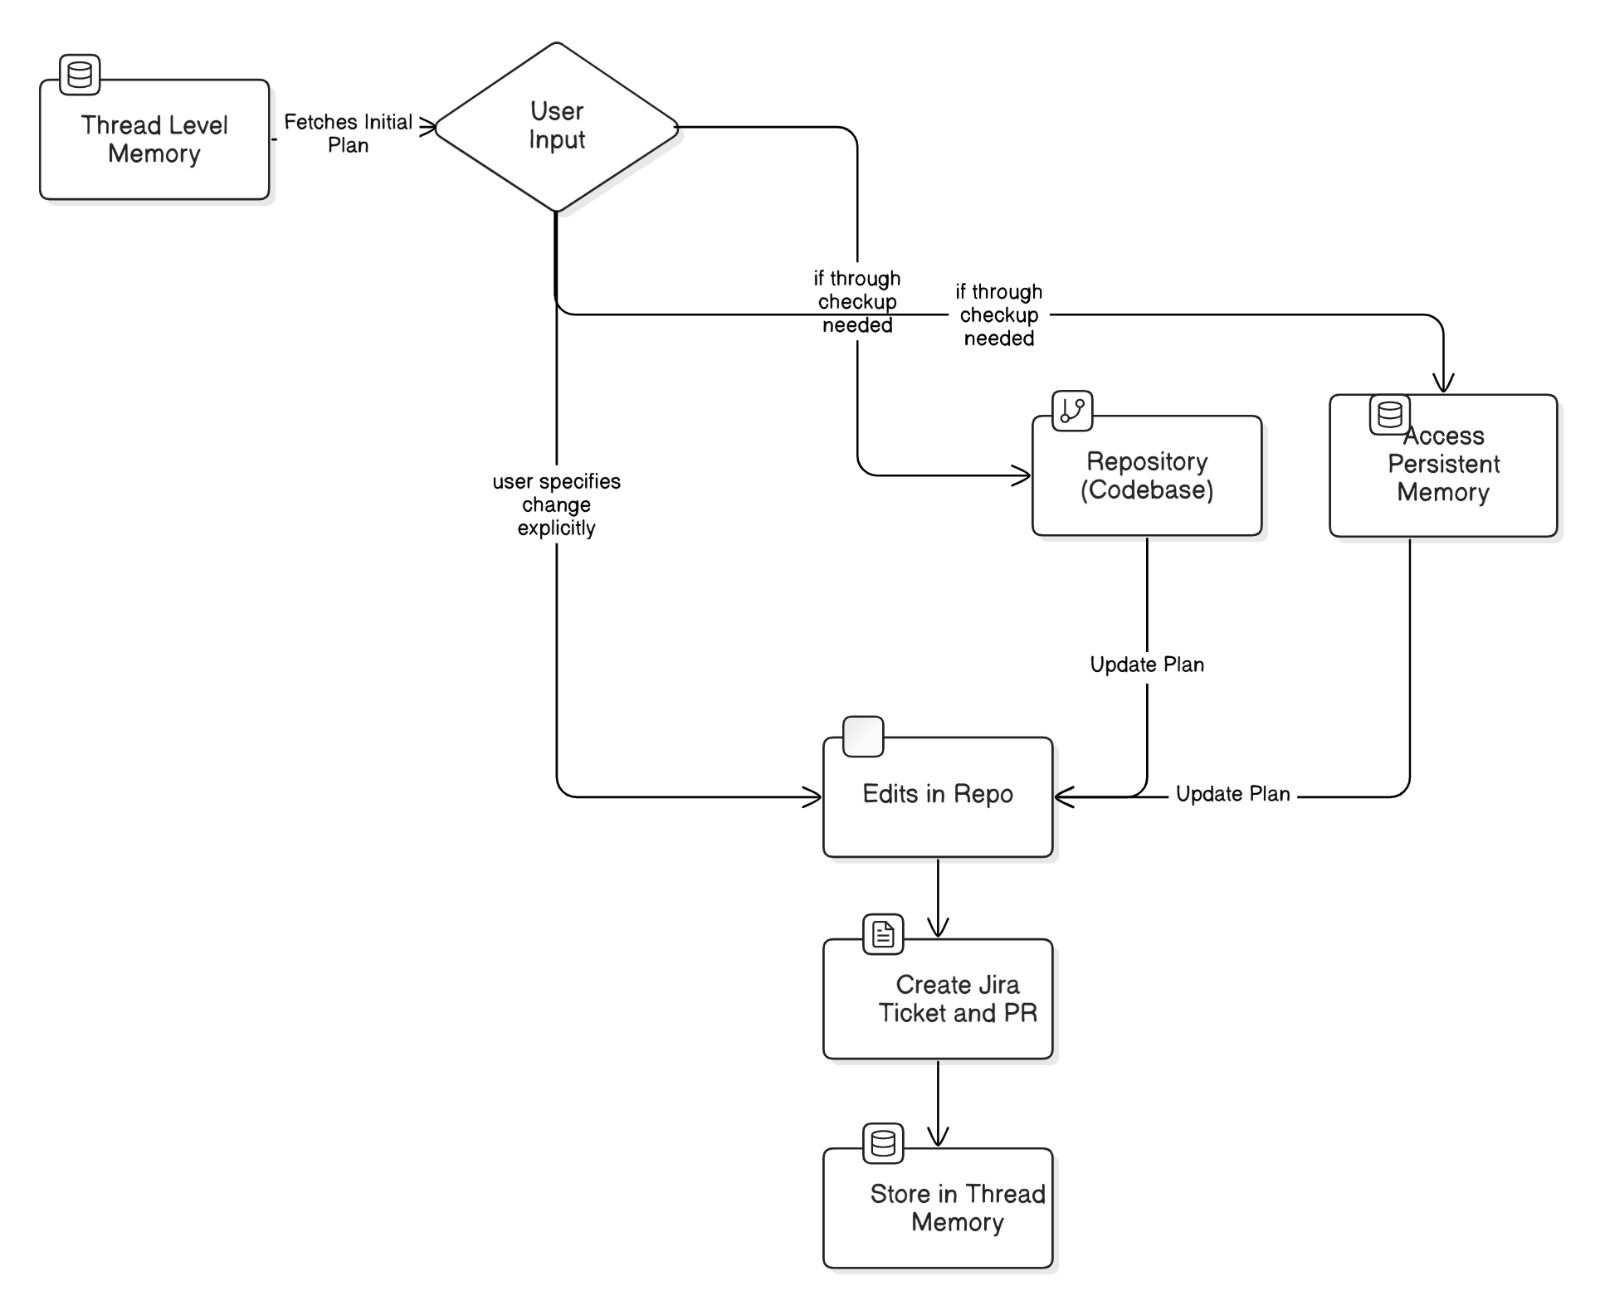 Thread Level
Memory
Fetches Initial
Plan
User
Input
if through
checkup
needed
if through
checkup
needed
user specifies
change
explicitly
Repository
(Codebase)
Access
Persistent
Memory
Update Plan
Edits in Repo
Update Plan
Create Jira
Ticket and PR
Store in Thread
Memory